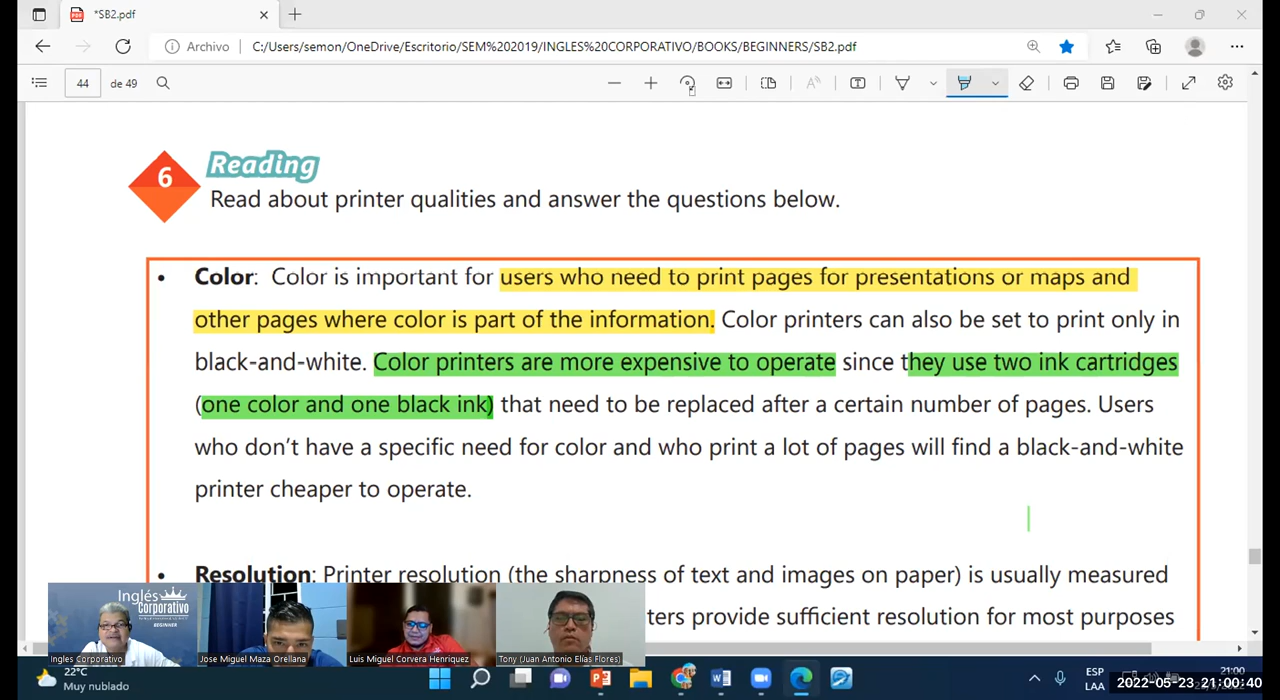 *SB2.pdf
Archivo
C:/Users/semon/OneDrive/Escritorio/SEM%202019/INGLES%20CORPORATIVO/BOOKS/BEGINNERS/SB2.pdf
44
de 49
6
Reading
Read about printer qualities and answer the questions below.
• Color: Color is important for users who need to print pages for presentations or maps and
other pages where color is part of the information. Color printers can also be set to print only in
black-and-white. Color printers are more expensive to operate since they use two ink cartridges
(one color and one black ink) that need to be replaced after a certain number of pages. Users
who don't have a specific need for color and who print a lot of pages will find a black-and-white
printer cheaper to operate.
• Resolution: Printer resolution (the sharpness of text and images on paper) is usually measured
ters provide sufficient resolution for most purposes
Inglés
Corporativo
BEGINNER
Ingles Corporativo
Jose Miguel Maza Orellana
Luis Miguel Corvera Henriquez
Tony (Juan Antonio Elías Flores)
22°C
Muy nublado
ESP
LAA
21:00
2022-05-23 21:00:40